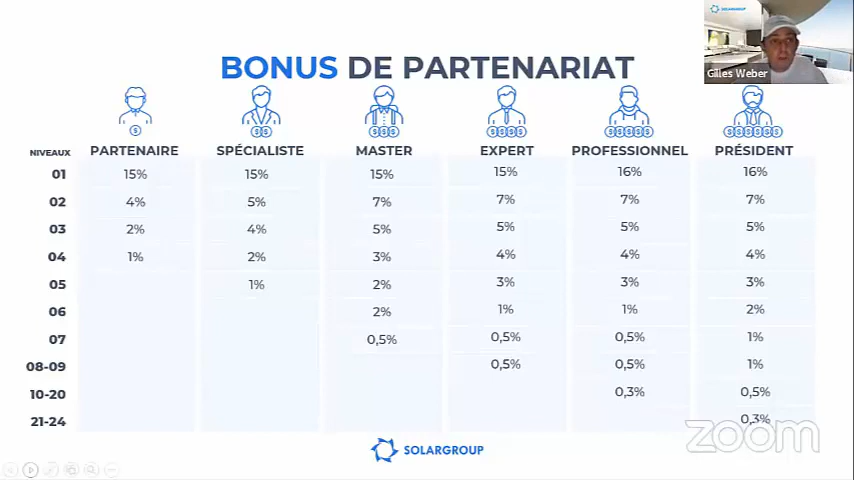 SOLARGROUP
Gilles Weber
BONUS DE PARTENARIAT
NIVEAUX PARTENAIRE SPÉCIALISTE MASTER EXPERT PROFESSIONNEL PRÉSIDENT
01 15% 15% 15% 15% 16% 16%
02 4% 5% 7% 7% 7% 7%
03 2% 4% 5% 5% 5% 5%
04 1% 2% 3% 4% 4% 4%
05 1% 2% 3% 3% 3%
06 2% 1% 1% 2%
07 0,5% 0,5% 0,5% 1%
08-09 0,5% 0,5% 1%
10-20 0,3% 0,5%
21-24 0,3%
zoom
SOLARGROUP